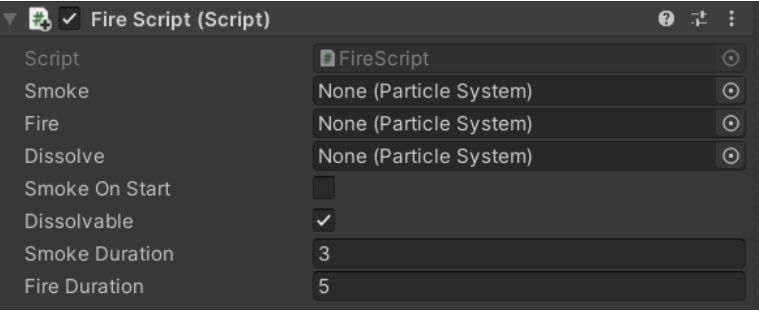 Fire Script (Script)
Script FireScript
Smoke None (Particle System)
Fire None (Particle System)
Dissolve None (Particle System)
Smoke On Start
Dissolvable
Smoke Duration 3
Fire Duration 5